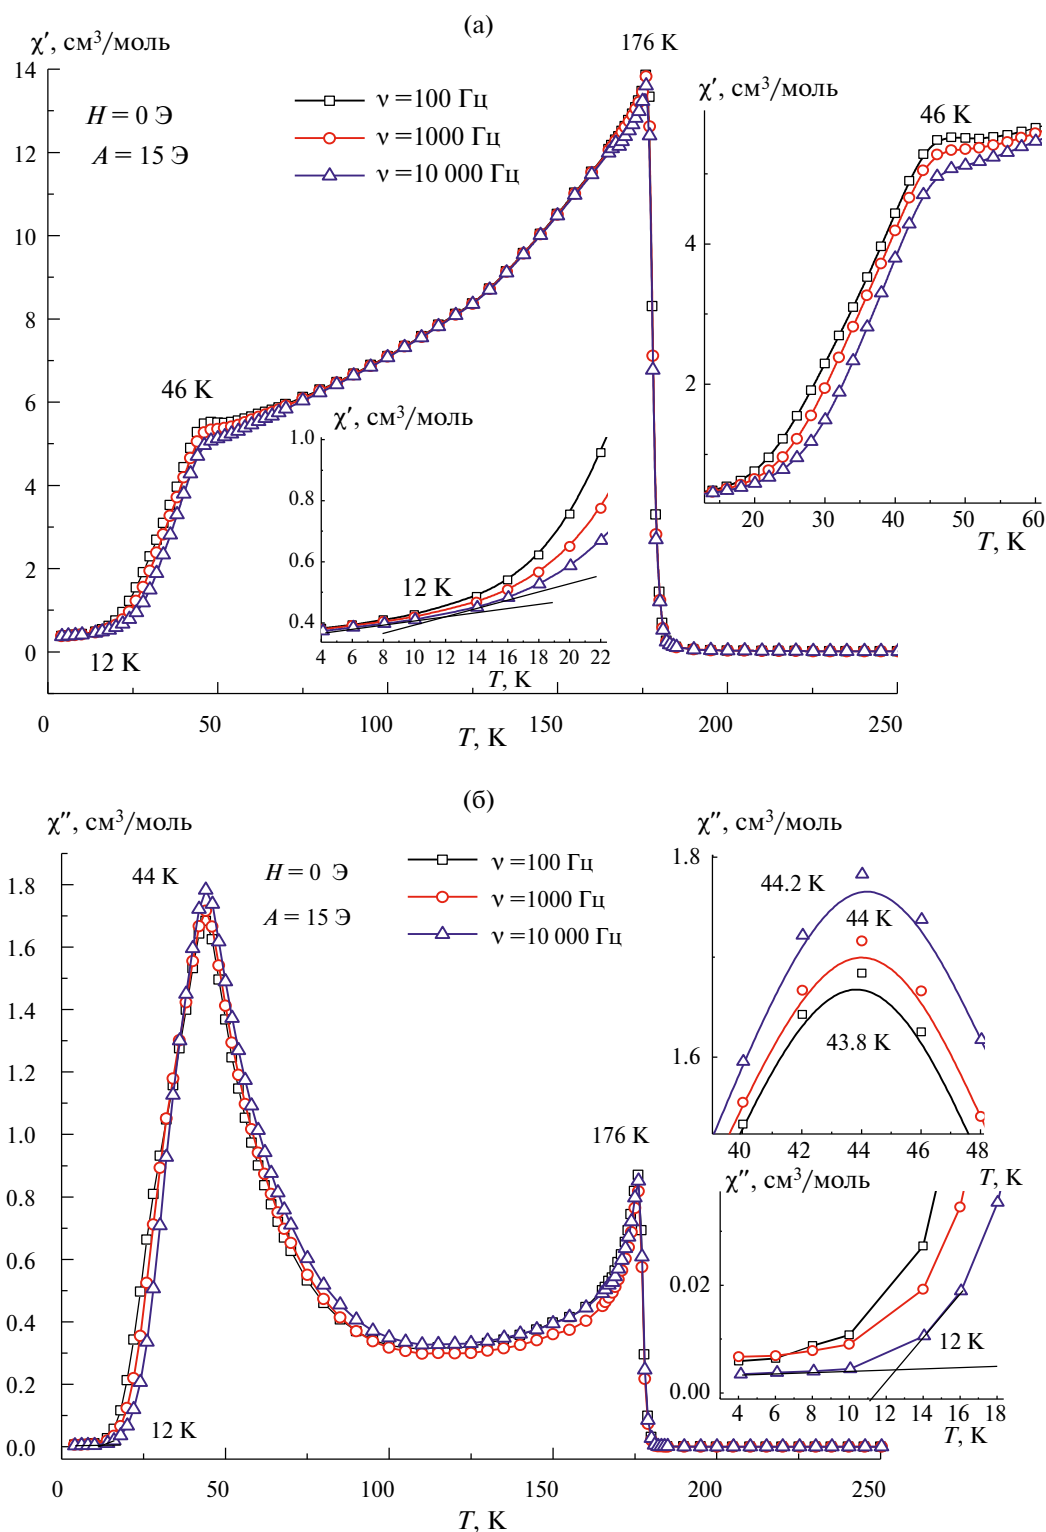 (а)
χ′, см³/моль
176 K
14
12
10
8
6
4
2
0
H = 0 Э
A = 15 Э
ν =100 Гц
ν =1000 Гц
ν =10 000 Гц
46 K
12 K
χ′, см³/моль
46 K
4
2
20 30 40 50 60
T, K
χ′, см³/моль
1.0
0.8
0.6
0.4
12 K
4 6 8 10 14 16 18 20 22
T, K
0 50 100 150 200 250
T, K
(б)
χ″, см³/моль
1.8
1.6
1.4
1.2
1.0
0.8
0.6
0.4
0.2
0.0
44 K
H = 0 Э
A = 15 Э
ν =100 Гц
ν =1000 Гц
ν =10 000 Гц
176 K
12 K
χ″, см³/моль
1.8
1.6
44.2 K
44 K
43.8 K
40 42 44 46 48
T, K
χ″, см³/моль
0.02
0.00
12 K
4 6 8 10 12 14 16 18
T, K
0 50 100 150 200 250
T, K